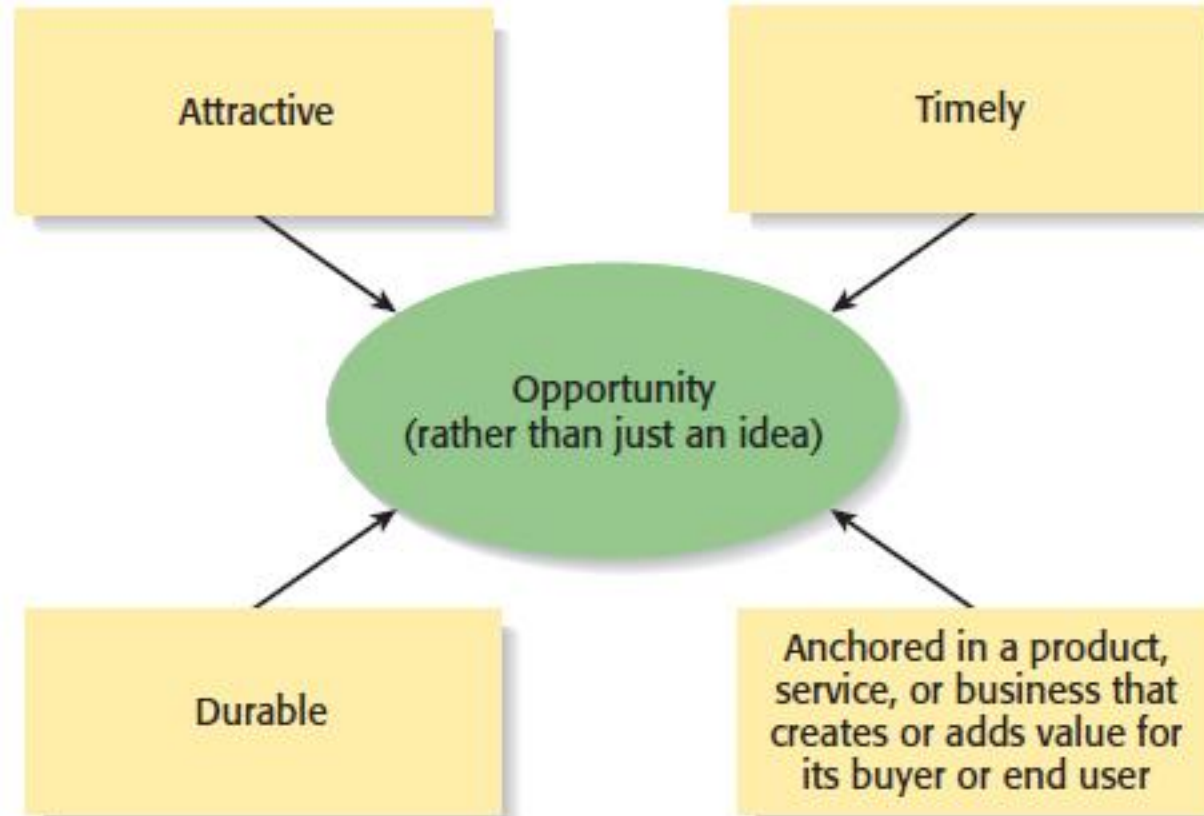 Attractive
Timely
Opportunity
(rather than just an idea)
Durable
Anchored in a product,
service, or business that
creates or adds value for
its buyer or end user